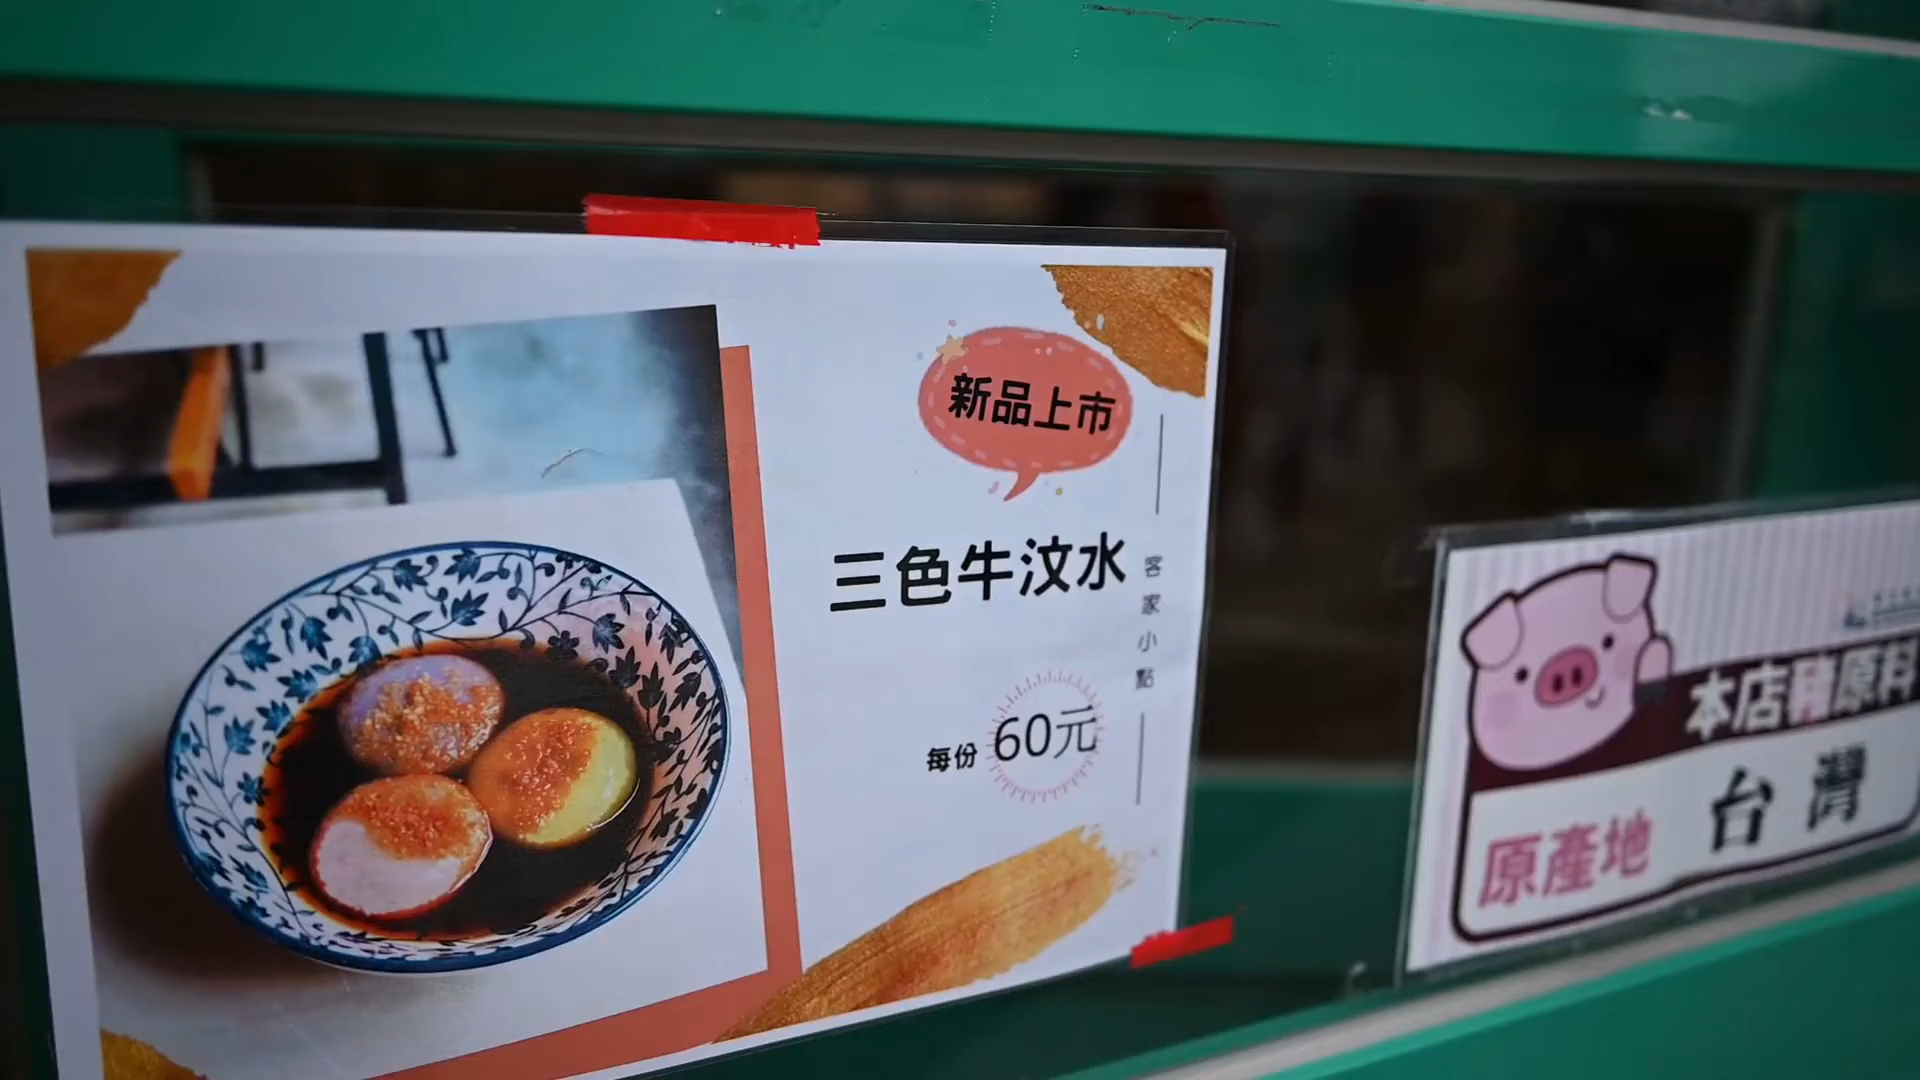 新品上市
三色牛汶水
客家小點
每份 60元
本店豬原料
原產地 台灣